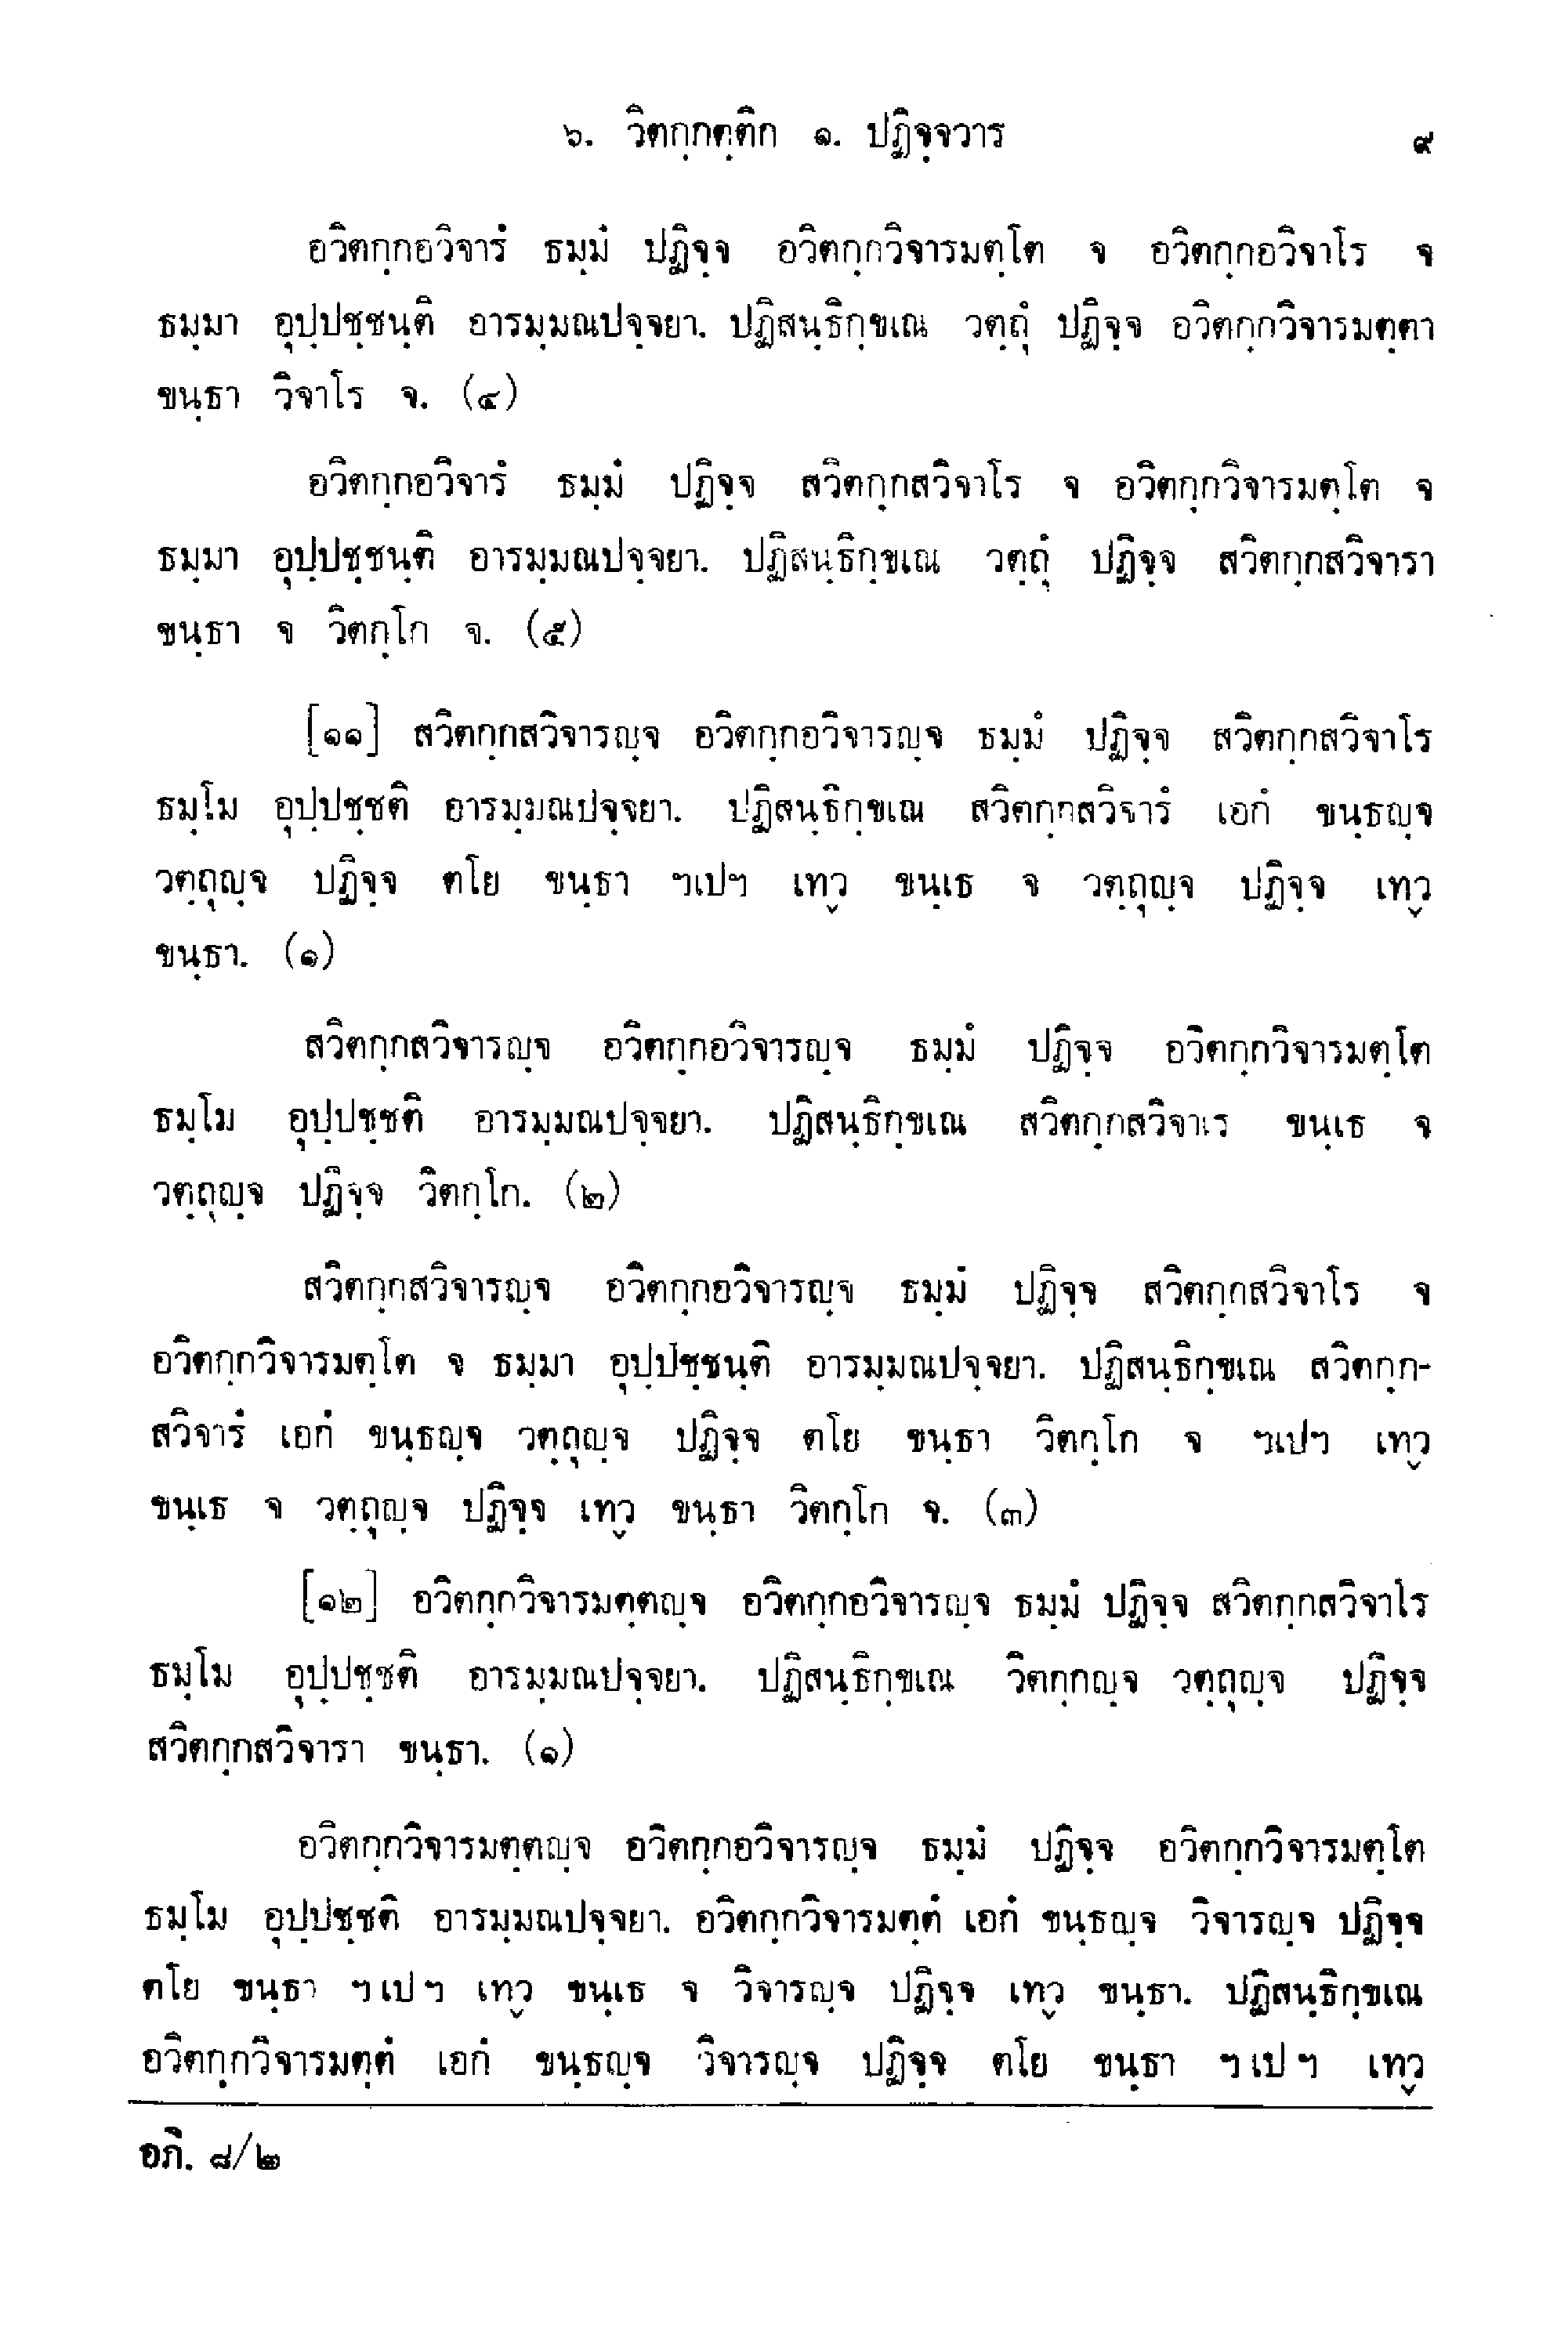 ๖. วิตกฺกตฺติก ๑. ปฏิจฺจวาร ๙
อวิตกฺกอวิจารํ ธมฺมํ ปฏิจฺจ อวิตกฺกวิจารมตฺโต จ อวิตกฺกอวิจาโร จ
ธมฺมา อุปฺปชฺชนฺติ อารมฺมณปจฺจยา. ปฏิสนฺธิกฺขเณ วตฺถุํ ปฏิจฺจ อวิตกฺกวิจารมตฺตา
ขนฺธา วิจาโร จ. (๔)
อวิตกฺกอวิจารํ ธมฺมํ ปฏิจฺจ สวิตกฺกสวิจาโร จ อวิตกฺกวิจารมตฺโต จ
ธมฺมา อุปฺปชฺชนฺติ อารมฺมณปจฺจยา. ปฏิสนฺธิกฺขเณ วตฺถุํ ปฏิจฺจ สวิตกฺกสวิจารา
ขนฺธา จ วิตกฺโก จ. (๕)
[๑๑] สวิตกฺกสวิจารญฺจ อวิตกฺกอวิจารญฺจ ธมฺมํ ปฏิจฺจ สวิตกฺกสวิจาโร
ธมฺโม อุปฺปชฺชติ อารมฺมณปจฺจยา. ปฏิสนฺธิกฺขเณ สวิตกฺกสวิจารํ เอกํ ขนฺธญฺจ
วตฺถุญฺจ ปฏิจฺจ ตโย ขนฺธา ฯเปฯ เทฺว ขนฺเธ จ วตฺถุญฺจ ปฏิจฺจ เทฺว
ขนฺธา. (๑)
สวิตกฺกสวิจารญฺจ อวิตกฺกอวิจารญฺจ ธมฺมํ ปฏิจฺจ อวิตกฺกวิจารมตฺโต
ธมฺโม อุปฺปชฺชติ อารมฺมณปจฺจยา. ปฏิสนฺธิกฺขเณ สวิตกฺกสวิจาเร ขนฺเธ จ
วตฺถุญฺจ ปฏิจฺจ วิตกฺโก. (๒)
สวิตกฺกสวิจารญฺจ อวิตกฺกอวิจารญฺจ ธมฺมํ ปฏิจฺจ สวิตกฺกสวิจาโร จ
อวิตกฺกวิจารมตฺโต จ ธมฺมา อุปฺปชฺชนฺติ อารมฺมณปจฺจยา. ปฏิสนฺธิกฺขเณ สวิตกฺก-
สวิจารํ เอกํ ขนฺธญฺจ วตฺถุญฺจ ปฏิจฺจ ตโย ขนฺธา วิตกฺโก จ ฯเปฯ เทฺว
ขนฺเธ จ วตฺถุญฺจ ปฏิจฺจ เทฺว ขนฺธา วิตกฺโก จ. (๓)
[๑๒] อวิตกฺกวิจารมตฺตญฺจ อวิตกฺกอวิจารญฺจ ธมฺมํ ปฏิจฺจ สวิตกฺกสวิจาโร
ธมฺโม อุปฺปชฺชติ อารมฺมณปจฺจยา. ปฏิสนฺธิกฺขเณ วิตกฺกญฺจ วตฺถุญฺจ ปฏิจฺจ
สวิตกฺกสวิจารา ขนฺธา. (๑)
อวิตกฺกวิจารมตฺตญฺจ อวิตกฺกอวิจารญฺจ ธมฺมํ ปฏิจฺจ อวิตกฺกวิจารมตฺโต
ธมฺโม อุปฺปชฺชติ อารมฺมณปจฺจยา. อวิตกฺกวิจารมตฺตํ เอกํ ขนฺธญฺจ วิจารญฺจ ปฏิจฺจ
ตโย ขนฺธา ฯเปฯ เทฺว ขนฺเธ จ วิจารญฺจ ปฏิจฺจ เทฺว ขนฺธา. ปฏิสนฺธิกฺขเณ
อวิตกฺกวิจารมตฺตํ เอกํ ขนฺธญฺจ วิจารญฺจ ปฏิจฺจ ตโย ขนฺธา ฯเปฯ เทฺว
อภิ. ๘/๒